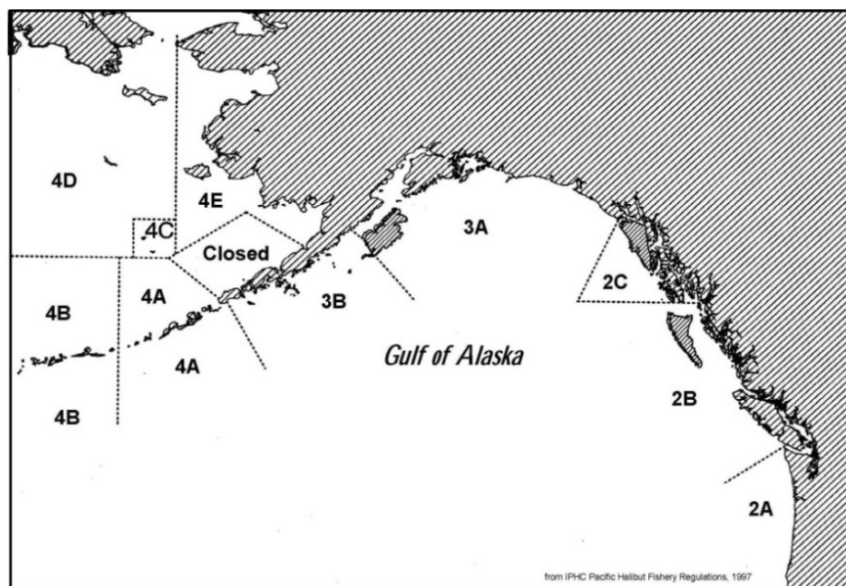 4D
4E
4C
3A
Closed
4A
2C
3B
4B
4A
Gulf of Alaska
2B
4B
2A
from IPHC Pacific Halibut Fishery Regulations, 1997